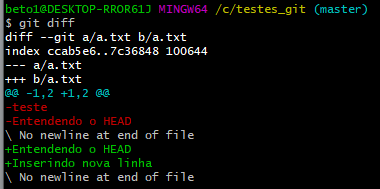 beto1@DESKTOP-RROR61J MINGW64 /c/testes_git (master)
$ git diff
diff --git a/a.txt b/a.txt
index ccab5e6..7c36848 100644
--- a/a.txt
+++ b/a.txt
@@ -1,2 +1,2 @@
-teste
-Entendendo o HEAD
\ No newline at end of file
+Entendendo o HEAD
+Inserindo nova linha
\ No newline at end of file